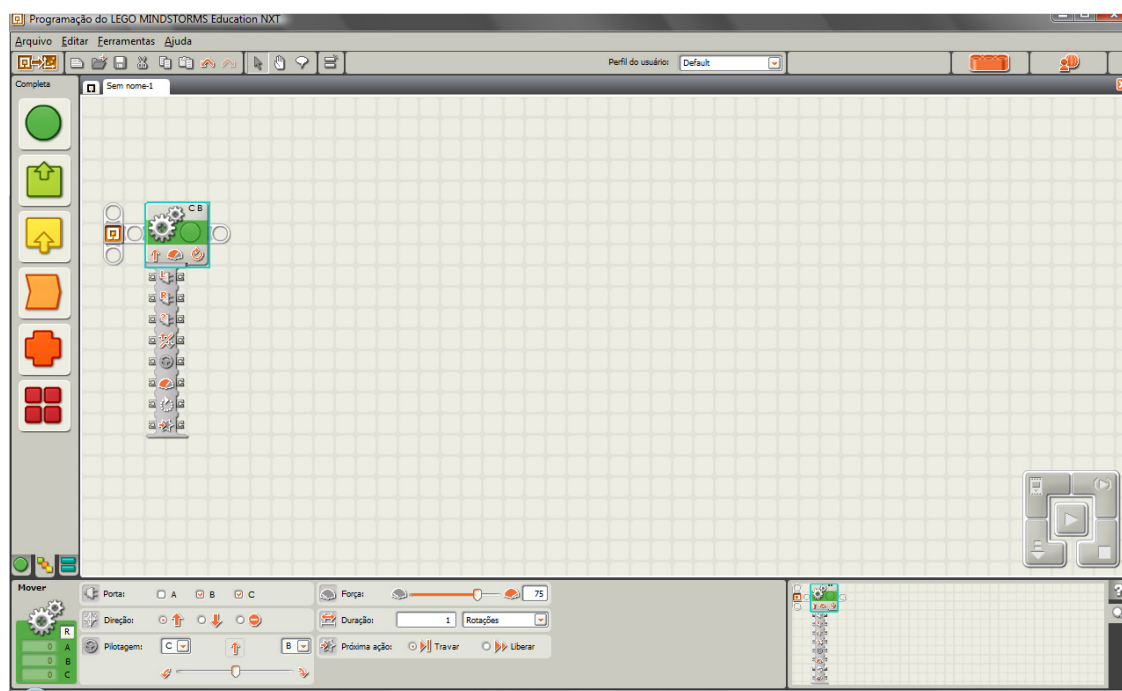 Programação do LEGO MINDSTORMS Education NXT
Arquivo Editar Ferramentas Ajuda
Perfil do usuário: Default
Completa
Sem nome-1
C B
L
R
?
Mover
R
0 A
0 B
0 C
Porta: A B C
Direção:
Pilotagem: C B
Força: 75
Duração: 1 Rotações
Próxima ação: Travar Liberar
?